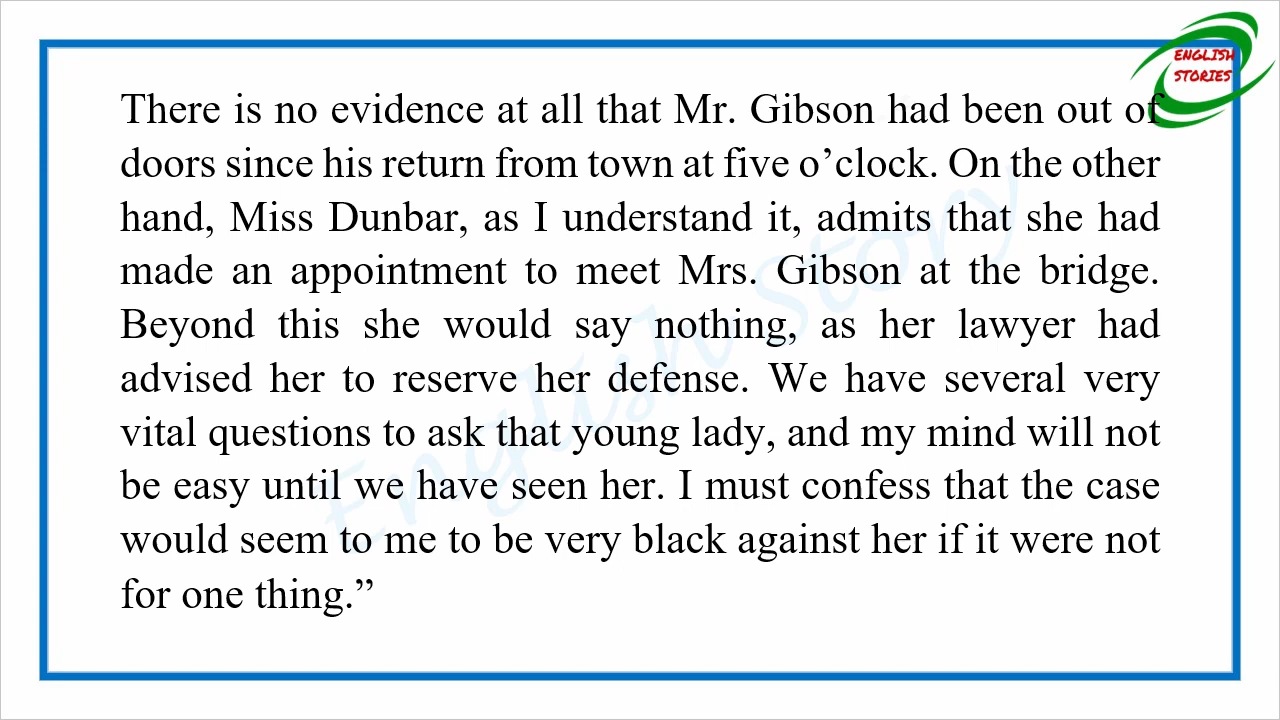 ENGLISH
STORIES
There is no evidence at all that Mr. Gibson had been out of
doors since his return from town at five o’clock. On the other
hand, Miss Dunbar, as I understand it, admits that she had
made an appointment to meet Mrs. Gibson at the bridge.
Beyond this she would say nothing, as her lawyer had
advised her to reserve her defense. We have several very
vital questions to ask that young lady, and my mind will not
be easy until we have seen her. I must confess that the case
would seem to me to be very black against her if it were not
for one thing.”
English Story